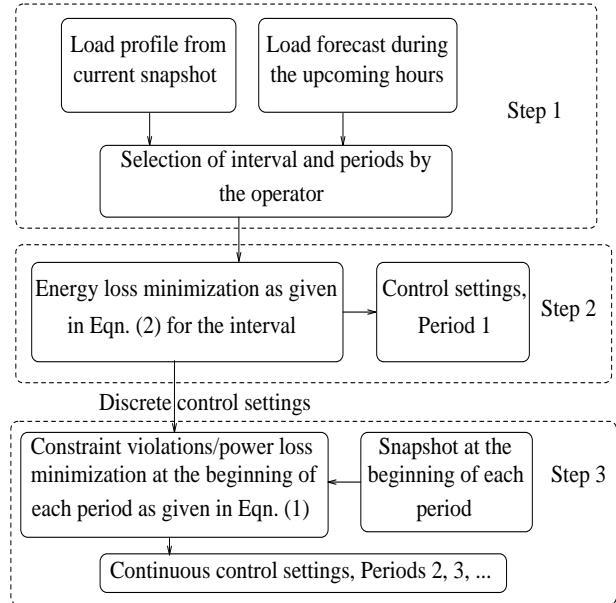 Load profile from
current snapshot
Load forecast during
the upcoming hours
Step 1
Selection of interval and periods by
the operator
Energy loss minimization as given
in Eqn. (2) for the interval
Control settings,
Period 1
Step 2
Discrete control settings
Constraint violations/power loss
minimization at the beginning of
each period as given in Eqn. (1)
Snapshot at the
beginning of each
period
Step 3
Continuous control settings, Periods 2, 3, ...